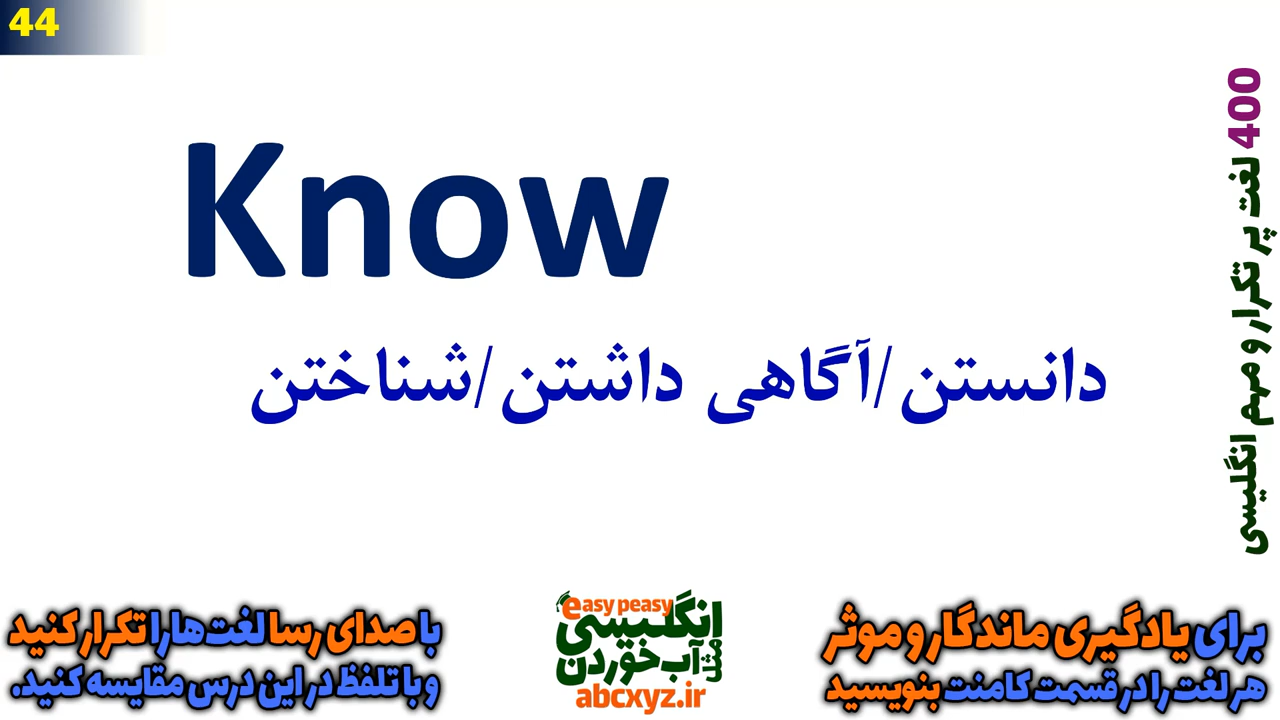 44
Know
دانستن/آگاهی داشتن/شناختن
400 لغت پر تکرار و مهم انگلیسی
برای یادگیری ماندگار و موثر
هر لغت را در قسمت کامنت بنویسید
easy peasy
انگلیسی
مثل آب خوردن
abcxyz.ir
با صدای رسا لغت‌ها را تکرار کنید
و با تلفظ در این درس مقایسه کنید.